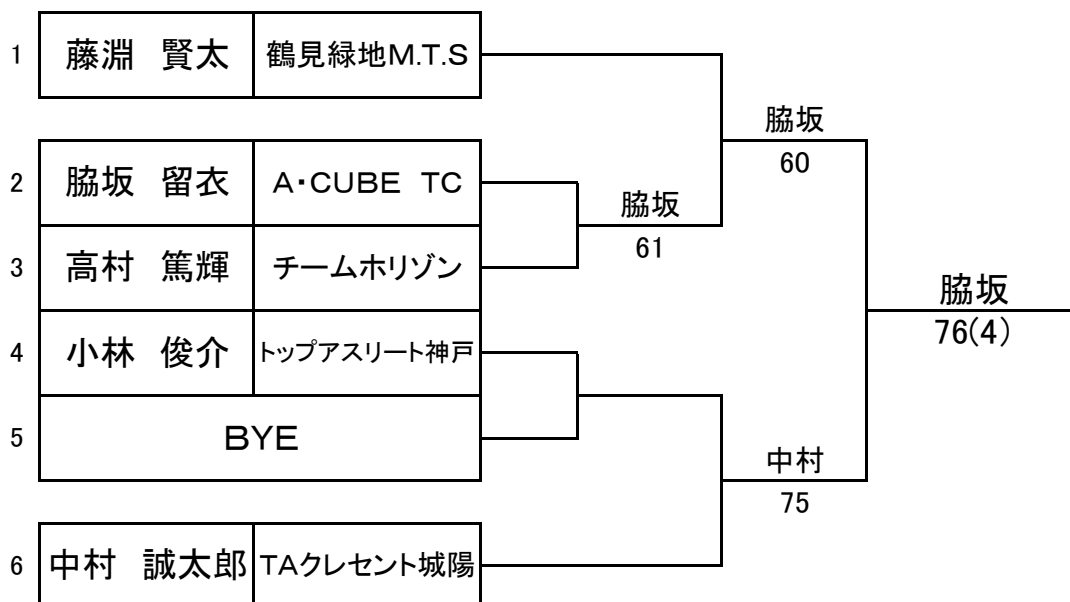 1 藤淵 賢太 鶴見緑地M.T.S
脇坂
60
2 脇坂 留衣 A・CUBE TC
脇坂
61
3 高村 篤輝 チームホリゾン
脇坂
76(4)
4 小林 俊介 トップアスリート神戸
5 BYE
中村
75
6 中村 誠太郎 TAクレセント城陽